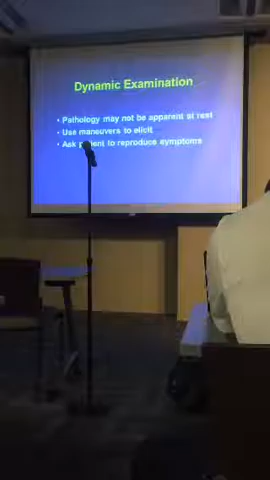 Dynamic Examination
• Pathology may not be apparent at rest
• Use maneuvers to elicit
• Ask patient to reproduce symptoms